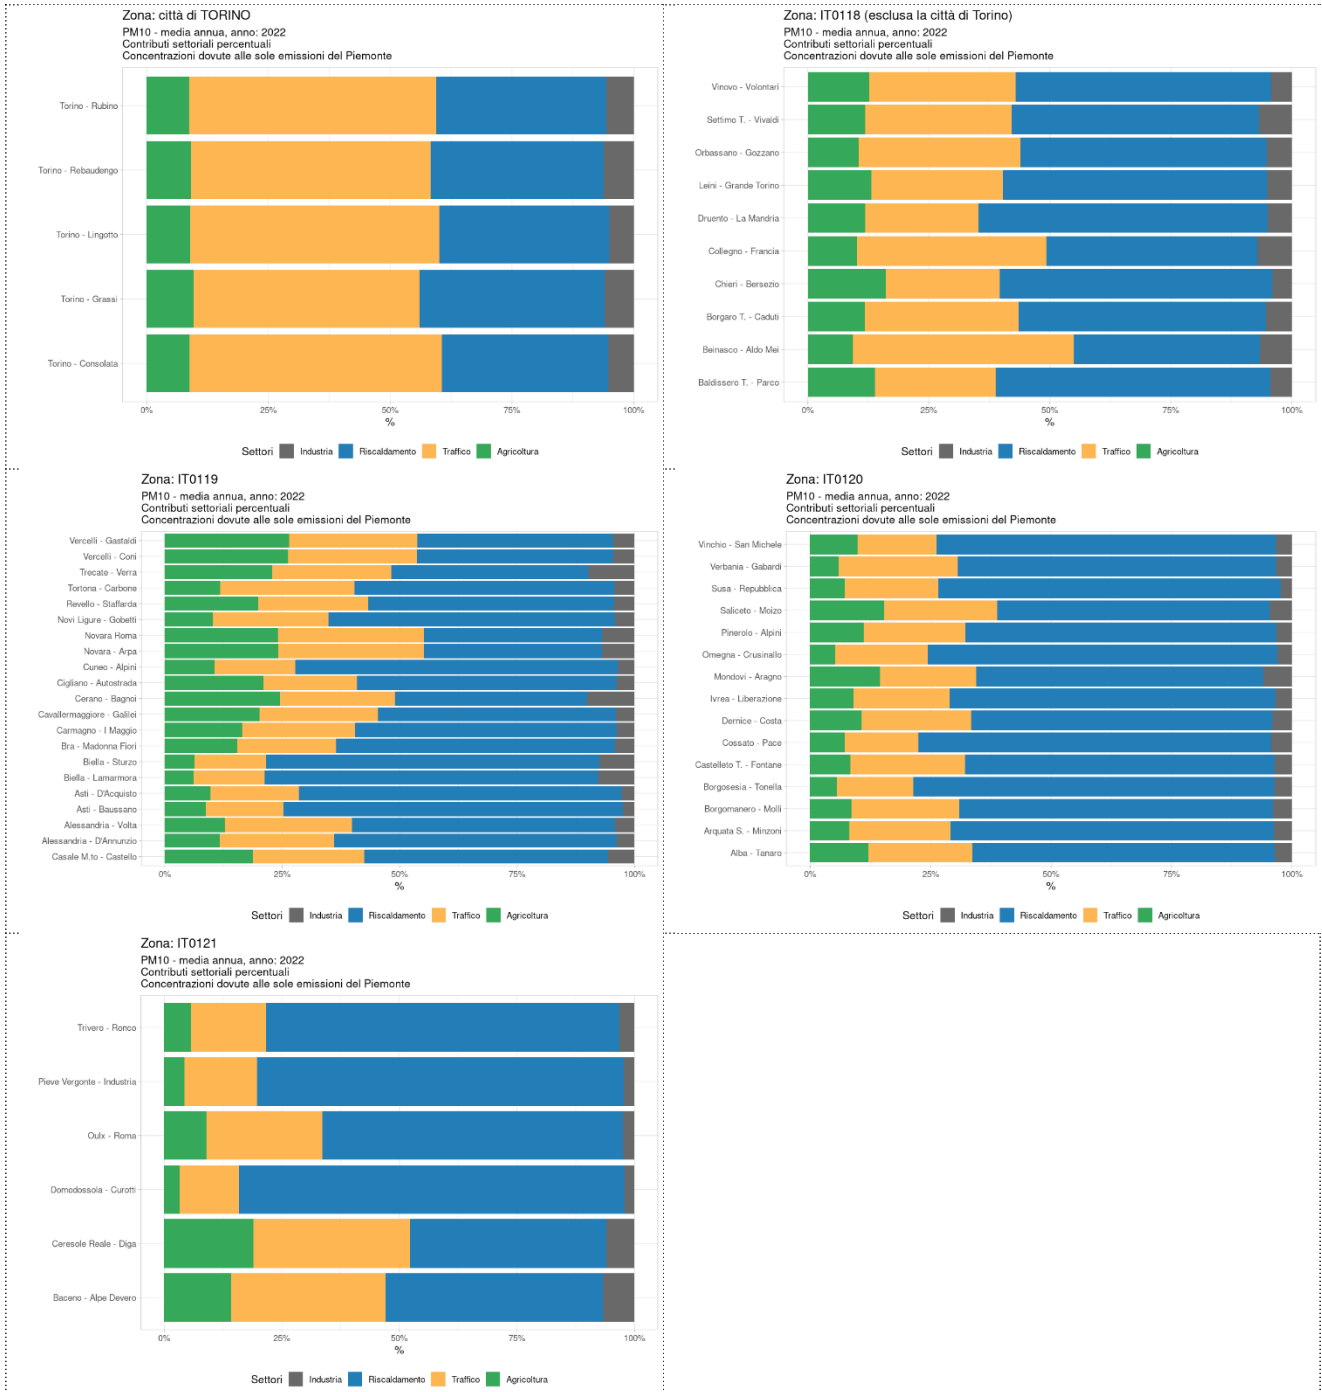 Zona: città di TORINO
PM10 - media annua, anno: 2022
Contributi settoriali percentuali
Concentrazioni dovute alle sole emissioni del Piemonte
Torino - Rubino
Torino - Rebaudengo
Torino - Lingotto
Torino - Grassi
Torino - Consolata
0% 25% 50% 75% 100%
%
Settori Industria Riscaldamento Traffico Agricoltura
Zona: IT0118 (esclusa la città di Torino)
PM10 - media annua, anno: 2022
Contributi settoriali percentuali
Concentrazioni dovute alle sole emissioni del Piemonte
Vinovo - Volontari
Settimo T. - Vivaldi
Orbassano - Gozzano
Leini - Grande Torino
Druento - La Mandria
Collegno - Francia
Chieri - Bersezio
Borgaro T. - Caduti
Beinasco - Aldo Mei
Baldissero T. - Parco
0% 25% 50% 75% 100%
%
Settori Industria Riscaldamento Traffico Agricoltura
Zona: IT0119
PM10 - media annua, anno: 2022
Contributi settoriali percentuali
Concentrazioni dovute alle sole emissioni del Piemonte
Vercelli - Gastaldi
Vercelli - Coni
Trecate - Verra
Tortona - Carbone
Revello - Staffarda
Novi Ligure - Gobetti
Novara Roma
Novara - Arpa
Cuneo - Alpini
Cigliano - Autostrada
Cerano - Bagnoi
Cavallermaggiore - Galilei
Carmagno - I Maggio
Bra - Madonna Fiori
Biella - Sturzo
Biella - Lamarmora
Asti - D'Acquisto
Asti - Baussano
Alessandria - Volta
Alessandria - D'Annunzio
Casale M.to - Castello
0% 25% 50% 75% 100%
%
Settori Industria Riscaldamento Traffico Agricoltura
Zona: IT0120
PM10 - media annua, anno: 2022
Contributi settoriali percentuali
Concentrazioni dovute alle sole emissioni del Piemonte
Vinchio - San Michele
Verbania - Gabardi
Susa - Repubblica
Saliceto - Moizo
Pinerolo - Alpini
Omegna - Crusinallo
Mondovi - Aragno
Ivrea - Liberazione
Dernice - Costa
Cossato - Pace
Castelleto T. - Fontane
Borgosesia - Tonella
Borgomanero - Molli
Arquata S. - Minzoni
Alba - Tanaro
0% 25% 50% 75% 100%
%
Settori Industria Riscaldamento Traffico Agricoltura
Zona: IT0121
PM10 - media annua, anno: 2022
Contributi settoriali percentuali
Concentrazioni dovute alle sole emissioni del Piemonte
Trivero - Ronco
Pieve Vergonte - Industria
Oulx - Roma
Domodossola - Curotti
Ceresole Reale - Diga
Baceno - Alpe Devero
0% 25% 50% 75% 100%
%
Settori Industria Riscaldamento Traffico Agricoltura